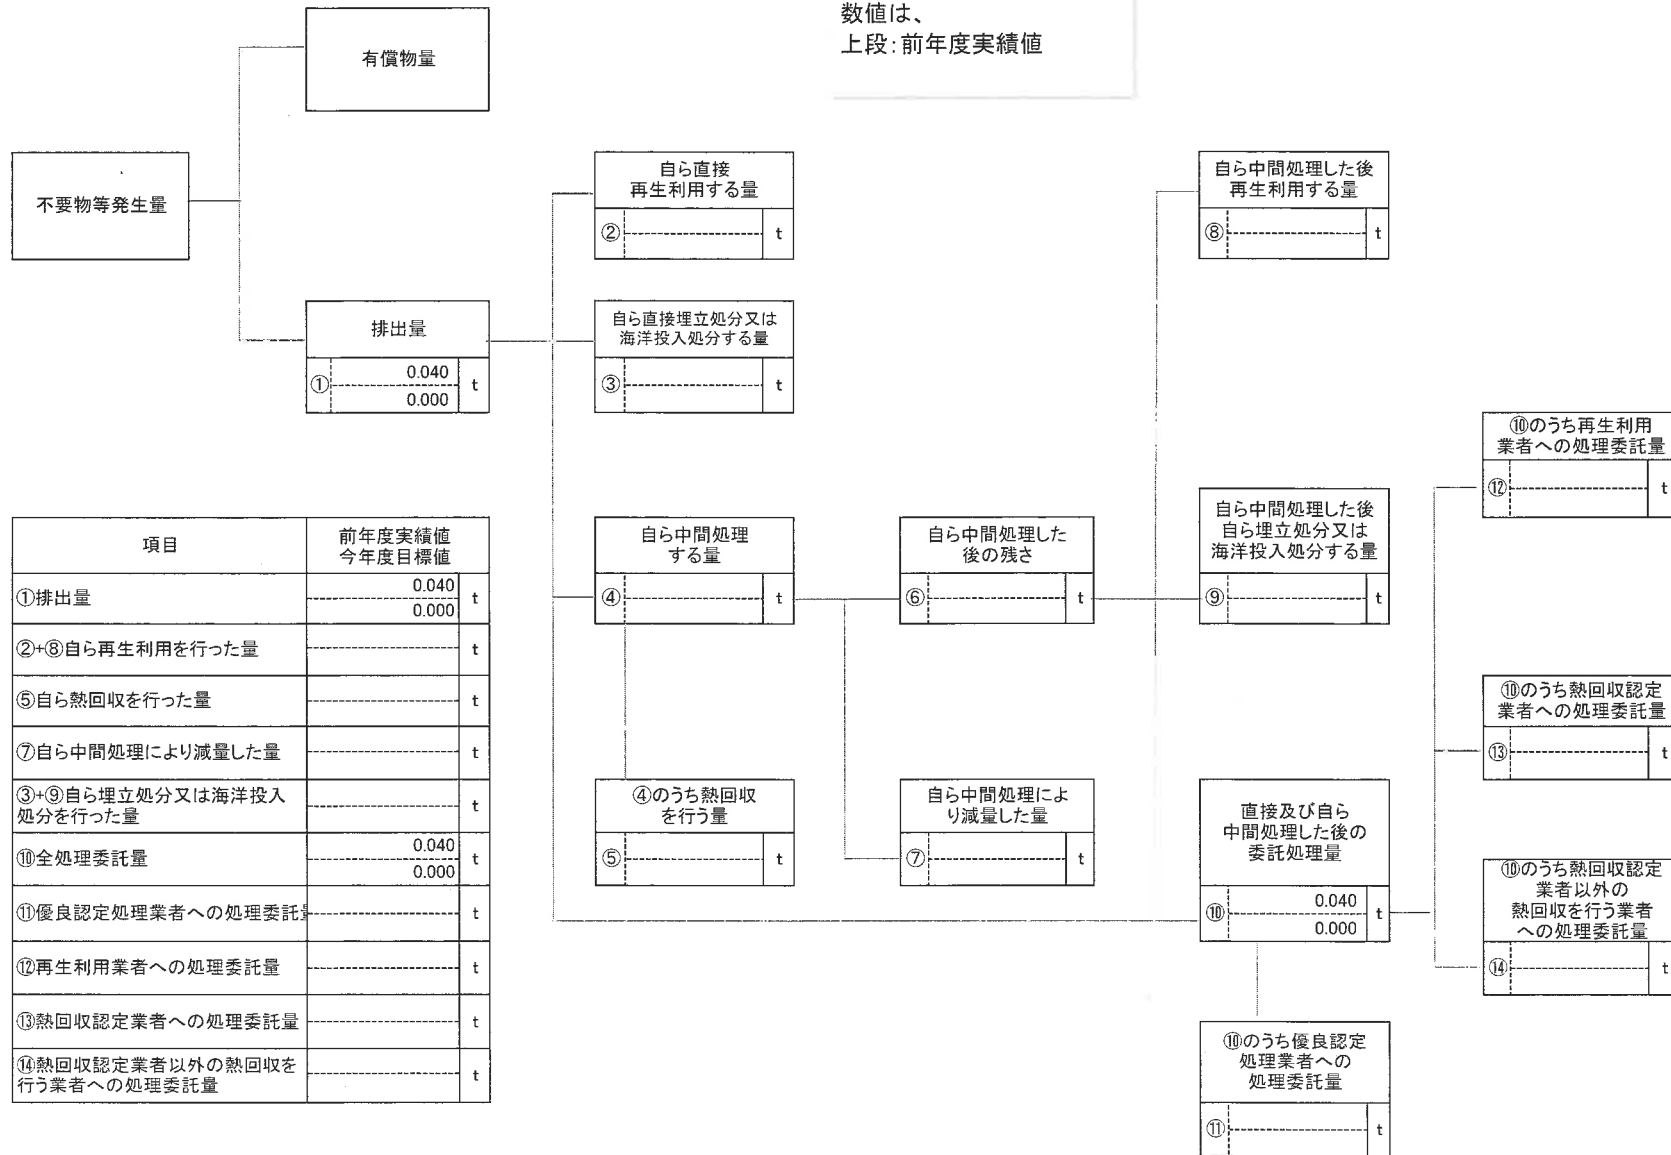 数値は、
上段:前年度実績値
有償物量
不要物等発生量
排出量
① 0.040 t
0.000
自ら直接
再生利用する量
② t
自ら直接埋立処分又は
海洋投入処分する量
③ t
自ら中間処理した後
再生利用する量
⑧ t
⑩のうち再生利用
業者への処理委託量
⑫ t
自ら中間処理
する量
④ t
自ら中間処理した
後の残さ
⑥ t
自ら中間処理した後
自ら埋立処分又は
海洋投入処分する量
⑨ t
⑩のうち熱回収認定
業者への処理委託量
⑬ t
④のうち熱回収
を行う量
⑤ t
自ら中間処理によ
り減量した量
⑦ t
直接及び自ら
中間処理した後の
委託処理量
⑩ 0.040 t
0.000
⑩のうち熱回収認定
業者以外の
熱回収を行う業者
への処理委託量
⑭ t
⑩のうち優良認定
処理業者への
処理委託量
⑪ t
項目 前年度実績値
今年度目標値
①排出量 0.040 t
0.000
②+⑧自ら再生利用を行った量 t
⑤自ら熱回収を行った量 t
⑦自ら中間処理により減量した量 t
③+⑨自ら埋立処分又は海洋投入
処分を行った量 t
⑩全処理委託量 0.040 t
0.000
⑪優良認定処理業者への処理委託 t
⑫再生利用業者への処理委託量 t
⑬熱回収認定業者への処理委託量 t
⑭熱回収認定業者以外の熱回収を
行う業者への処理委託量 t